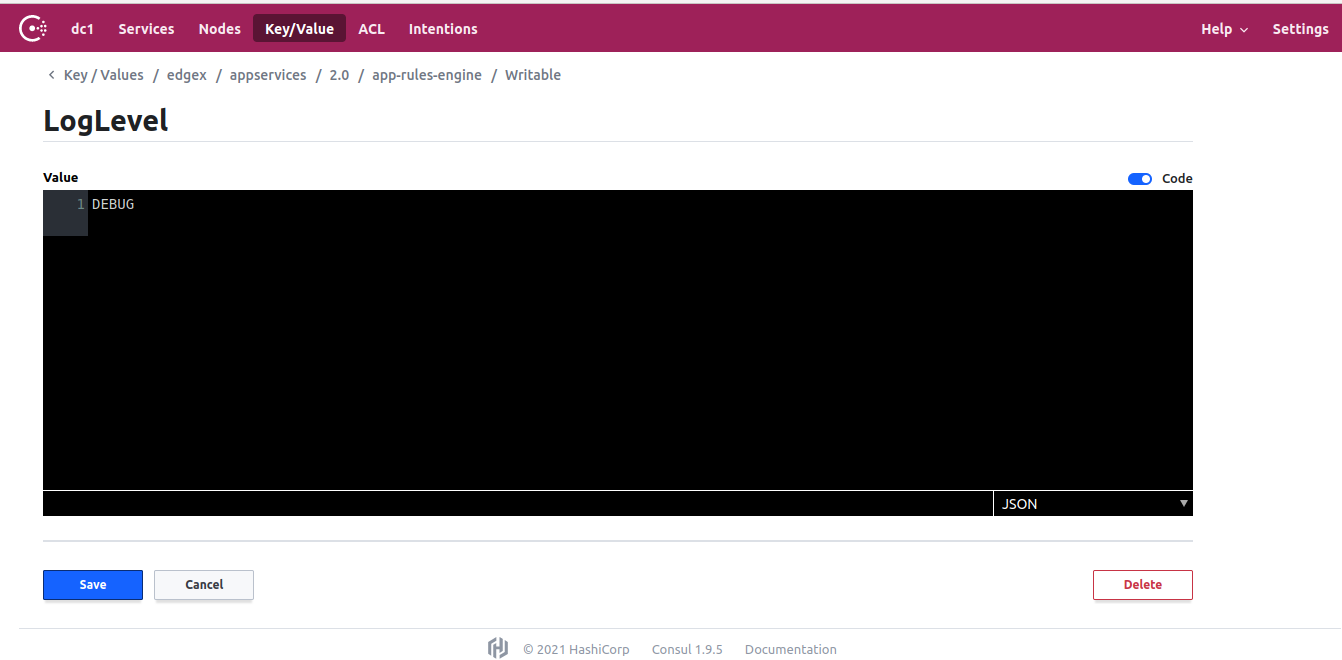 dc1 Services Nodes Key/Value ACL Intentions Help Settings
Key / Values / edgex / appservices / 2.0 / app-rules-engine / Writable
LogLevel
Value Code
1 DEBUG
JSON
Save Cancel Delete
© 2021 HashiCorp Consul 1.9.5 Documentation